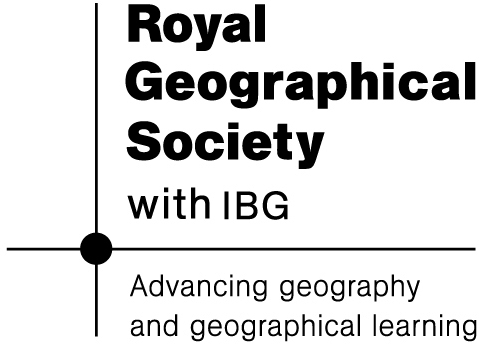 Royal
Geographical
Society
with IBG
Advancing geography
and geographical learning